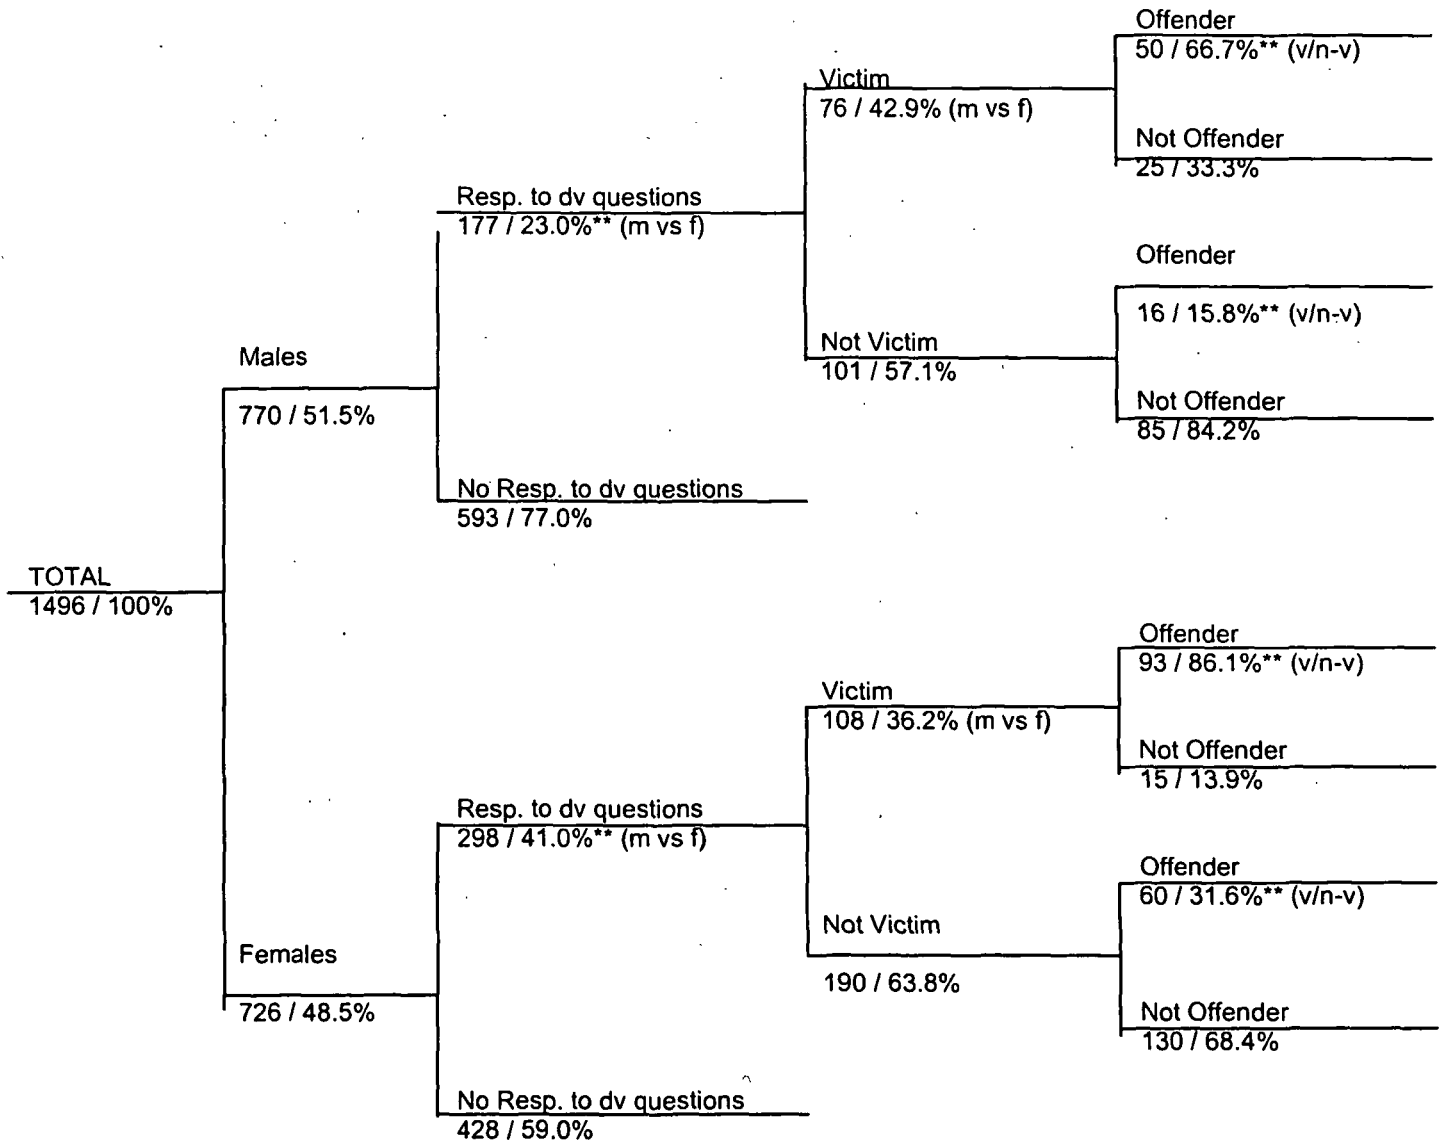 TOTAL
1496 / 100%
Males
770 / 51.5%
Resp. to dv questions
177 / 23.0%** (m vs f)
Victim
76 / 42.9% (m vs f)
Offender
50 / 66.7%** (v/n-v)
Not Offender
25 / 33.3%
Not Victim
101 / 57.1%
Offender
16 / 15.8%** (v/n-v)
Not Offender
85 / 84.2%
No Resp. to dv questions
593 / 77.0%
Females
726 / 48.5%
Resp. to dv questions
298 / 41.0%** (m vs f)
Victim
108 / 36.2% (m vs f)
Offender
93 / 86.1%** (v/n-v)
Not Offender
15 / 13.9%
Not Victim
190 / 63.8%
Offender
60 / 31.6%** (v/n-v)
Not Offender
130 / 68.4%
No Resp. to dv questions
428 / 59.0%